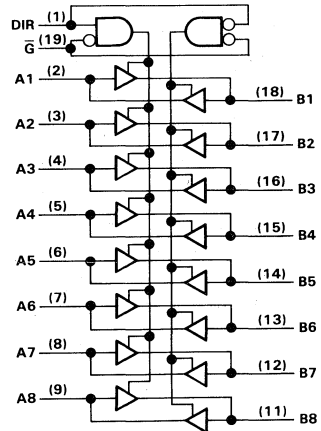 DIR (1)
G̅ (19)
A1 (2)
(18) B1
A2 (3)
(17) B2
A3 (4)
(16) B3
A4 (5)
(15) B4
A5 (6)
(14) B5
A6 (7)
(13) B6
A7 (8)
(12) B7
A8 (9)
(11) B8